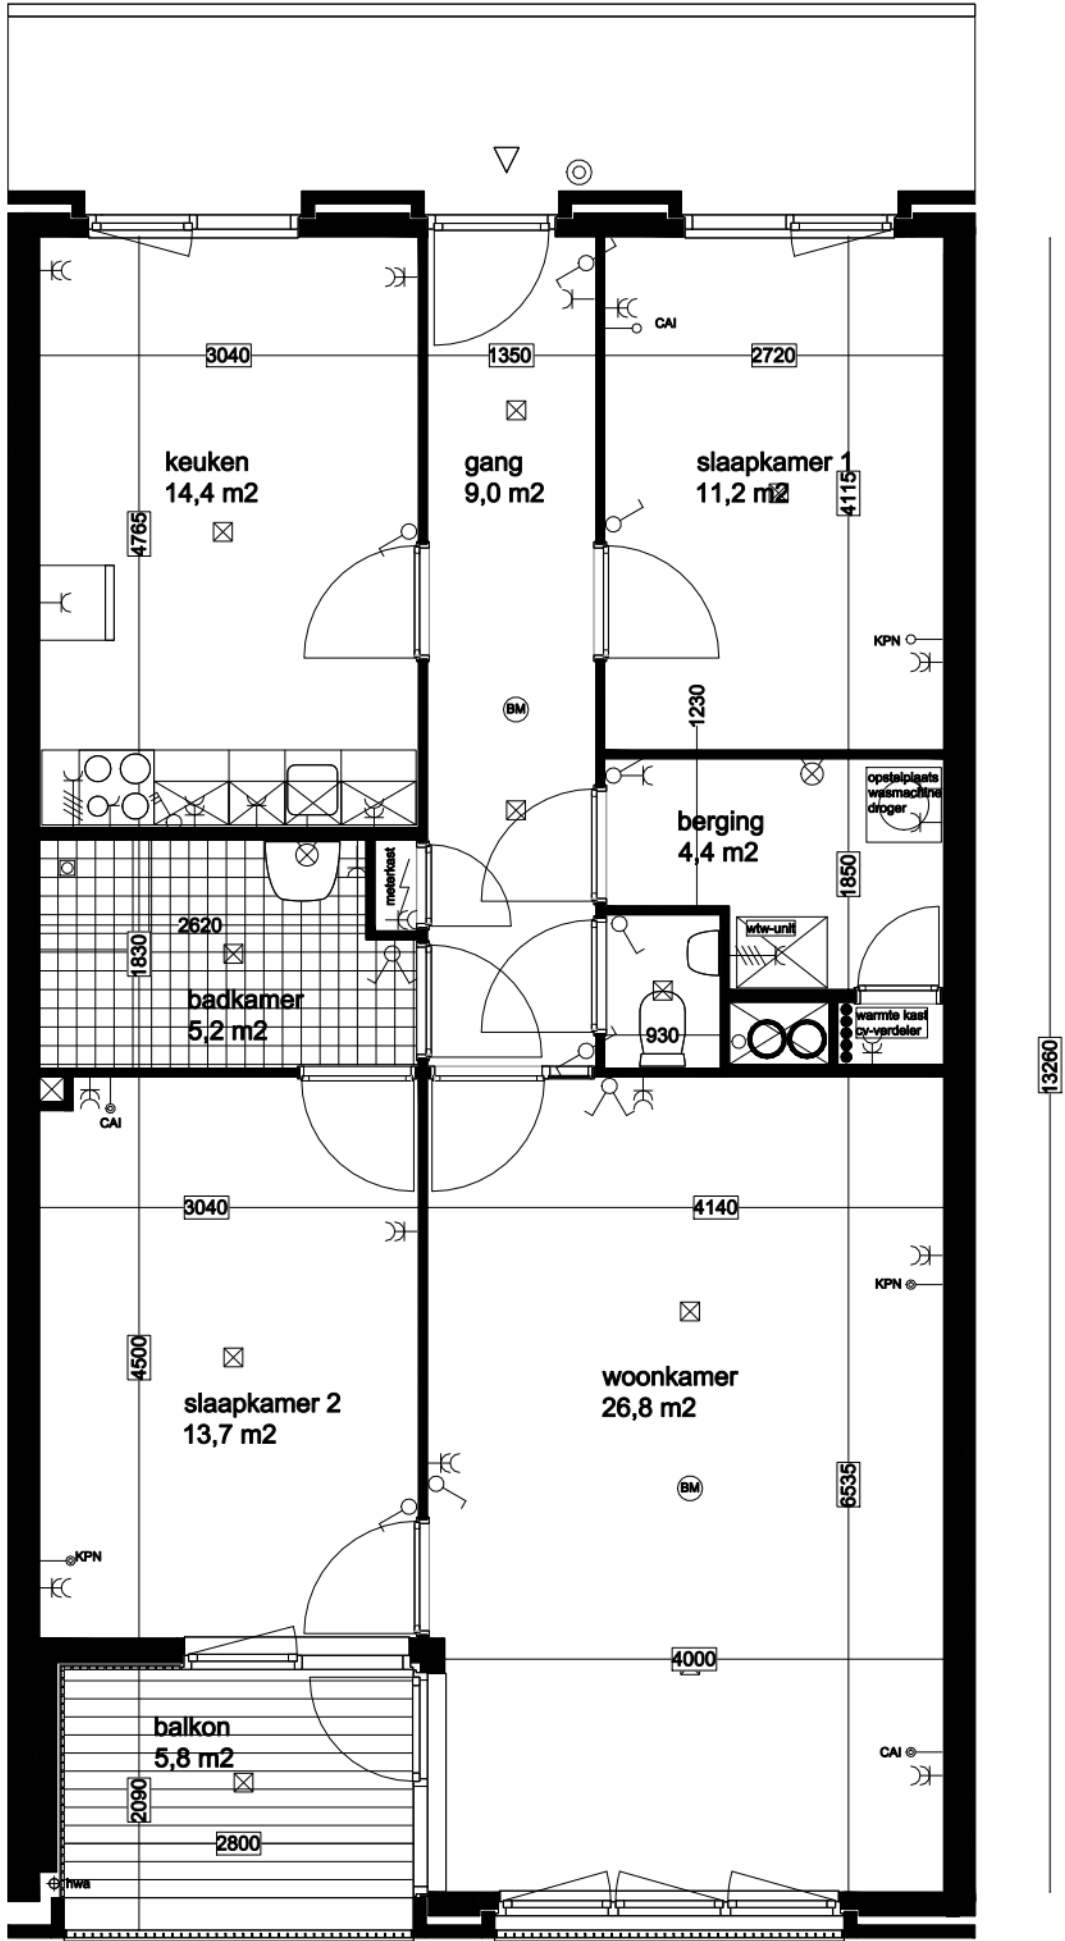 CAI
3040
1350
2720
keuken
14,4 m2
gang
9,0 m2
slaapkamer 1
11,2 m2
4115
4765
KPN
BM
1230
opstelplaats
wasmachine
droger
berging
4,4 m2
meterkast
1850
2620
wtw-unit
1830
badkamer
5,2 m2
930
warmte kast
cv-verdeler
13260
CAI
3040
4140
KPN
4500
woonkamer
26,8 m2
slaapkamer 2
13,7 m2
BM
6535
KPN
4000
balkon
5,8 m2
CAI
2090
2800
hwa